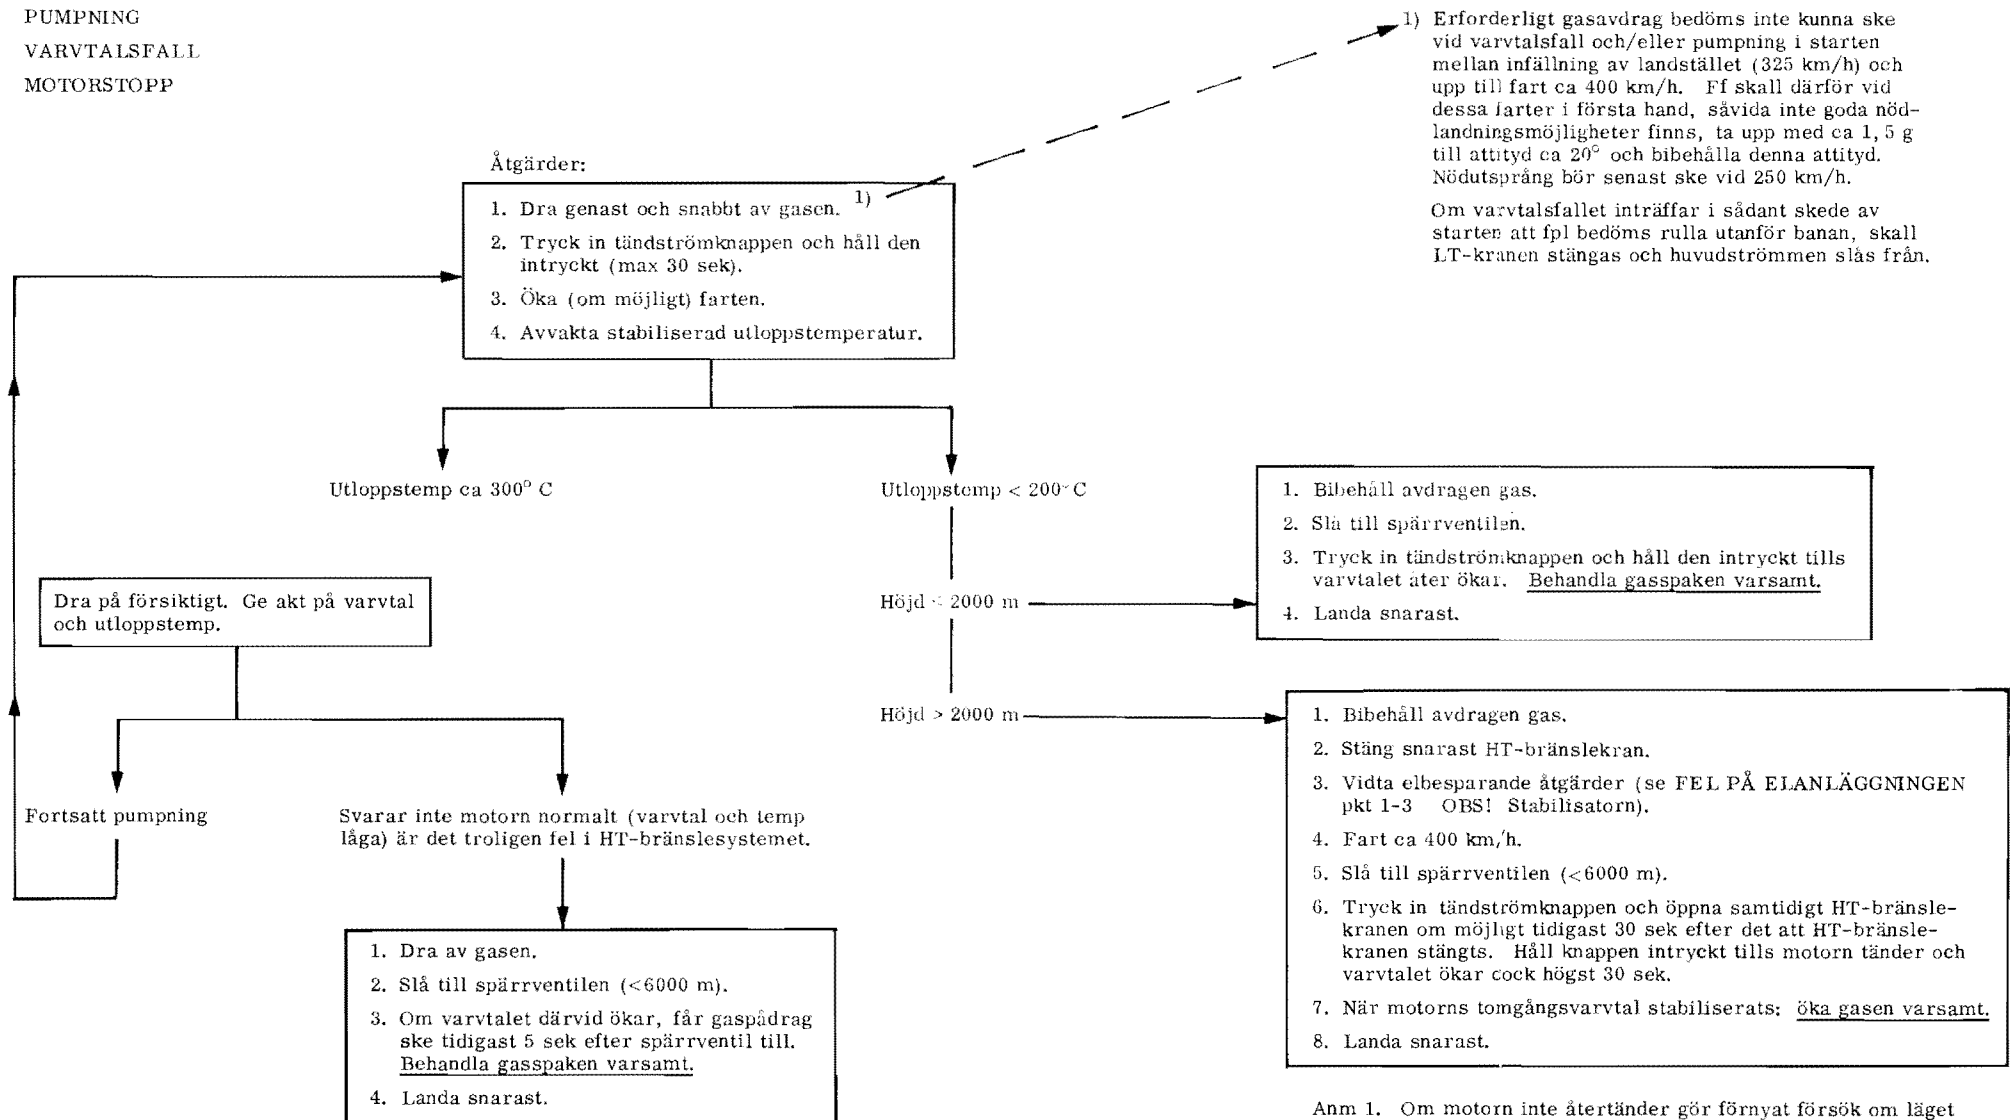 PUMPNING
VARVTALSFALL
MOTORSTOPP
1) Erforderligt gasavdrag bedöms inte kunna ske
vid varvtalsfall och/eller pumpning i starten
mellan infällning av landstället (325 km/h) och
upp till fart ca 400 km/h. Ff skall därför vid
dessa farter i första hand, såvida inte goda nöd-
landningsmöjligheter finns, ta upp med ca 1,5 g
till attityd ca 20° och bibehålla denna attityd.
Nödutsprång bör senast ske vid 250 km/h.
Om varvtalsfallet inträffar i sådant skede av
starten att fpl bedöms rulla utanför banan, skall
LT-kranen stängas och huvudströmmen slås från.
Åtgärder:
1. Dra genast och snabbt av gasen. 1)
2. Tryck in tändströmknappen och håll den
intryckt (max 30 sek).
3. Öka (om möjligt) farten.
4. Avvakta stabiliserad utloppstemperatur.
Utloppstemp ca 300° C
Utloppstemp < 200°C
1. Bibehåll avdragen gas.
2. Slå till spärrventilen.
3. Tryck in tändströmknappen och håll den intryckt tills
varvtalet åter ökar. Behandla gasspaken varsamt.
4. Landa snarast.
Höjd < 2000 m
Dra på försiktigt. Ge akt på varvtal
och utloppstemp.
Höjd > 2000 m
1. Bibehåll avdragen gas.
2. Stäng snarast HT-bränslekran.
3. Vidta elbesparande åtgärder (se FEL PÅ ELANLÄGGNINGEN
pkt 1-3 OBS! Stabilisatorn).
4. Fart ca 400 km/h.
5. Slå till spärrventilen (<6000 m).
6. Tryck in tändströmknappen och öppna samtidigt HT-bränsle-
kranen om möjligt tidigast 30 sek efter det att HT-bränsle-
kranen stängts. Håll knappen intryckt tills motorn tänder och
varvtalet ökar dock högst 30 sek.
7. När motorns tomgångsvarvtal stabiliserats: öka gasen varsamt.
8. Landa snarast.
Fortsatt pumpning
Svarar inte motorn normalt (varvtal och temp
låga) är det troligen fel i HT-bränslesystemet.
1. Dra av gasen.
2. Slå till spärrventilen (<6000 m).
3. Om varvtalet därvid ökar, får gaspådrag
ske tidigast 5 sek efter spärrventil till.
Behandla gasspaken varsamt.
4. Landa snarast.
Anm 1. Om motorn inte återtänder gör förnyat försök om läget